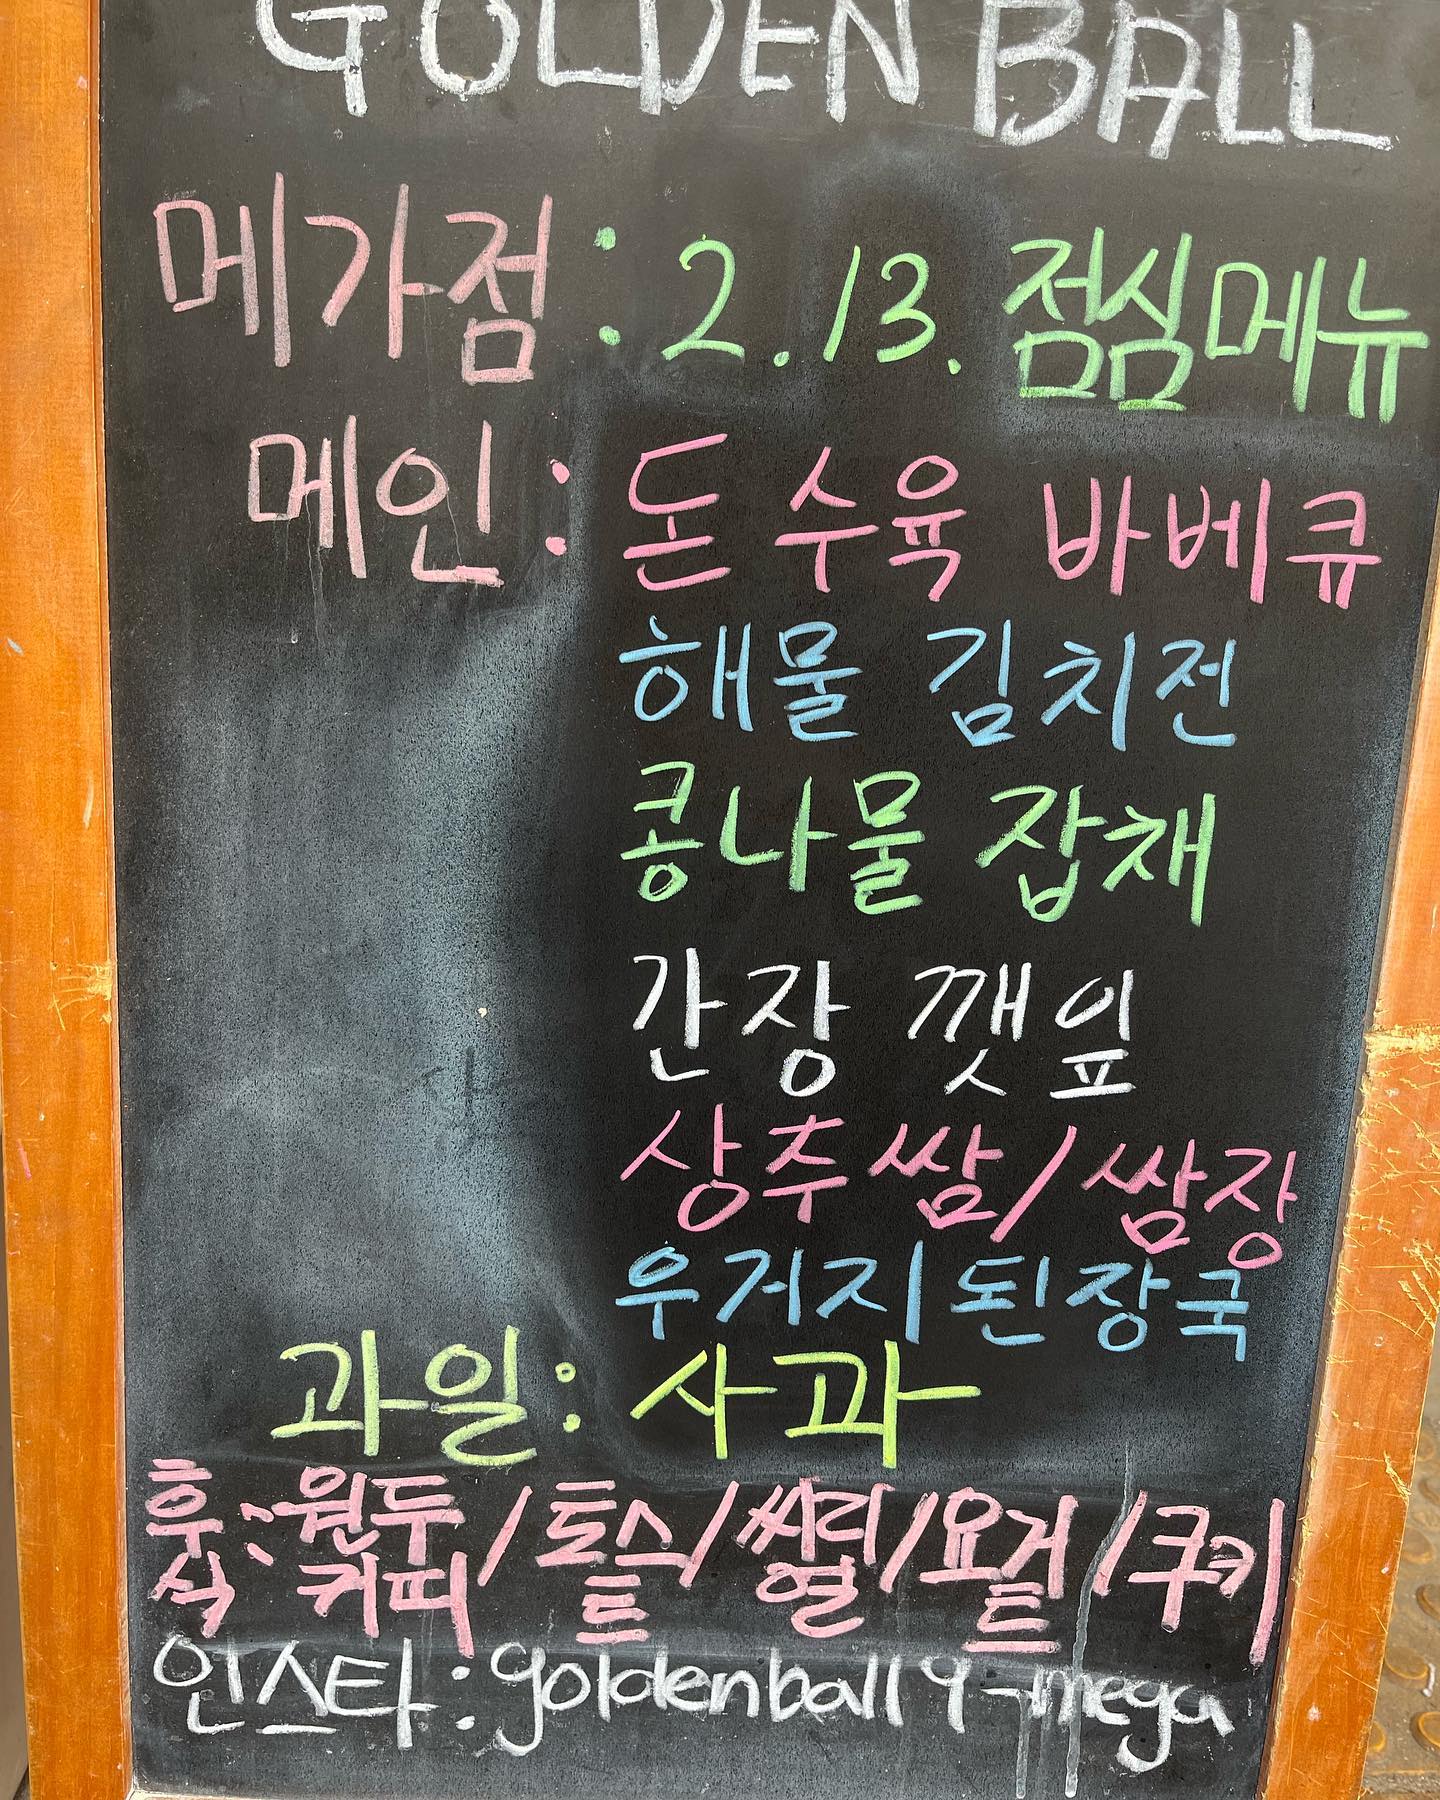 GOLDEN BALL
메가점 : 2. 13. 점심메뉴
메인 : 돈 수육 바베큐
해물 김치전
콩나물 잡채
간장 깻잎
상추쌈/쌈장
우거지된장국
과일 : 사과
후식 : 원두커피/토스트/씨리얼/요거트/쿠키
인스타 : goldenball9_mega